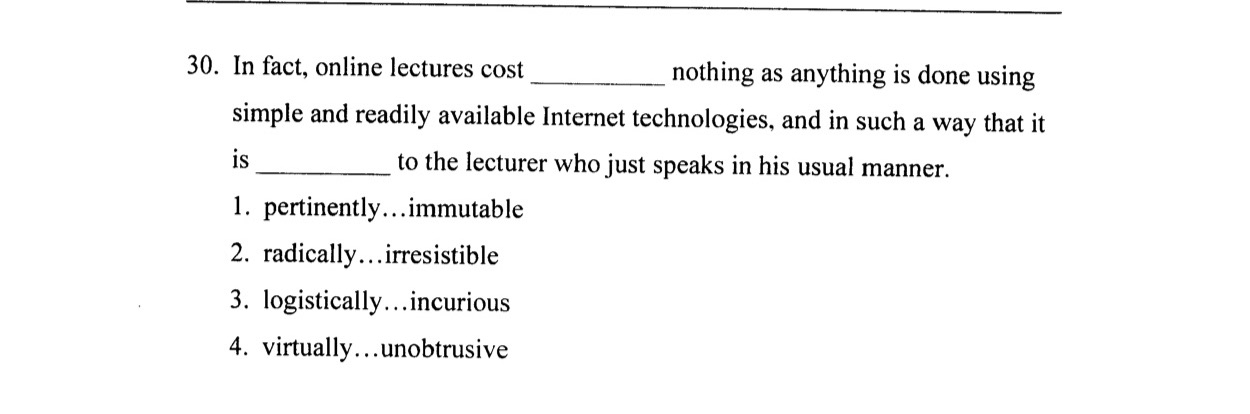 30. In fact, online lectures cost __________ nothing as anything is done using
simple and readily available Internet technologies, and in such a way that it
is __________ to the lecturer who just speaks in his usual manner.
1. pertinently…immutable
2. radically…irresistible
3. logistically…incurious
4. virtually…unobtrusive